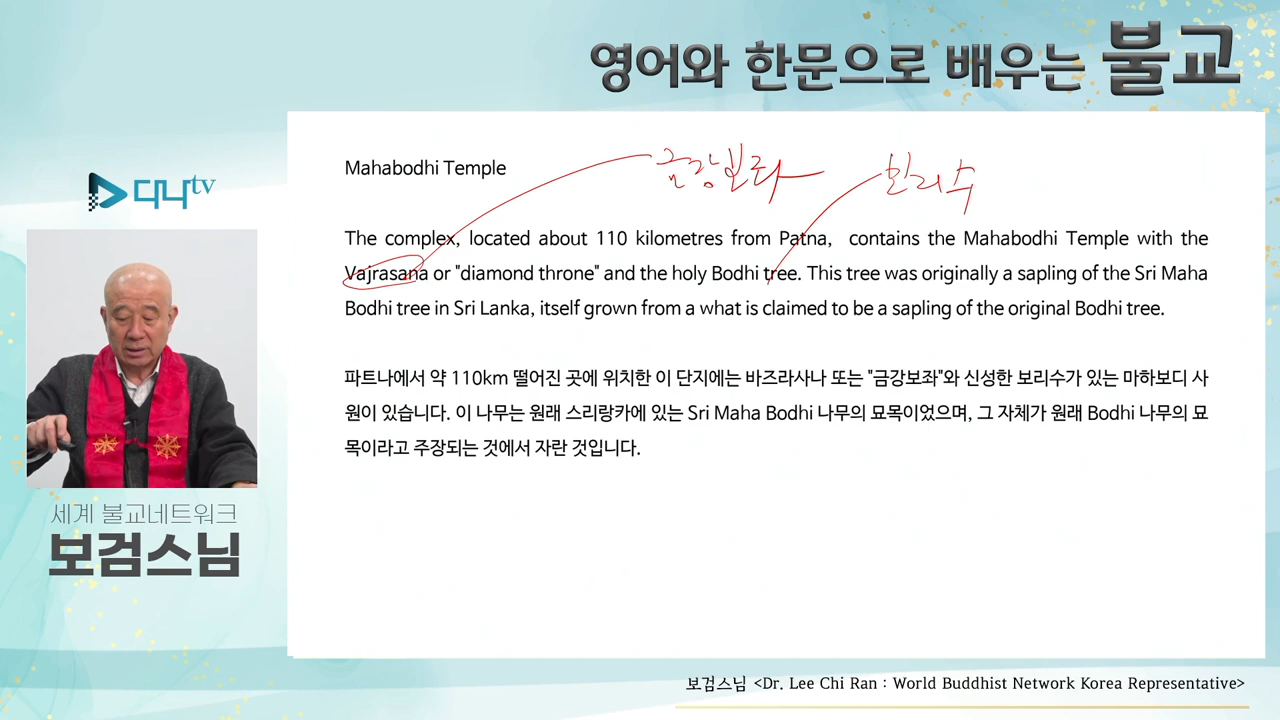 영어와 한문으로 배우는 불교
디나tv
Mahabodhi Temple
금강보좌
보리수
The complex, located about 110 kilometres from Patna, contains the Mahabodhi Temple with the
Vajrasana or "diamond throne" and the holy Bodhi tree. This tree was originally a sapling of the Sri Maha
Bodhi tree in Sri Lanka, itself grown from a what is claimed to be a sapling of the original Bodhi tree.
파트나에서 약 110km 떨어진 곳에 위치한 이 단지에는 바즈라사나 또는 "금강보좌"와 신성한 보리수가 있는 마하보디 사
원이 있습니다. 이 나무는 원래 스리랑카에 있는 Sri Maha Bodhi 나무의 묘목이었으며, 그 자체가 원래 Bodhi 나무의 묘
목이라고 주장되는 것에서 자란 것입니다.
세계 불교네트워크
보검스님
보검스님 <Dr. Lee Chi Ran : World Buddhist Network Korea Representative>